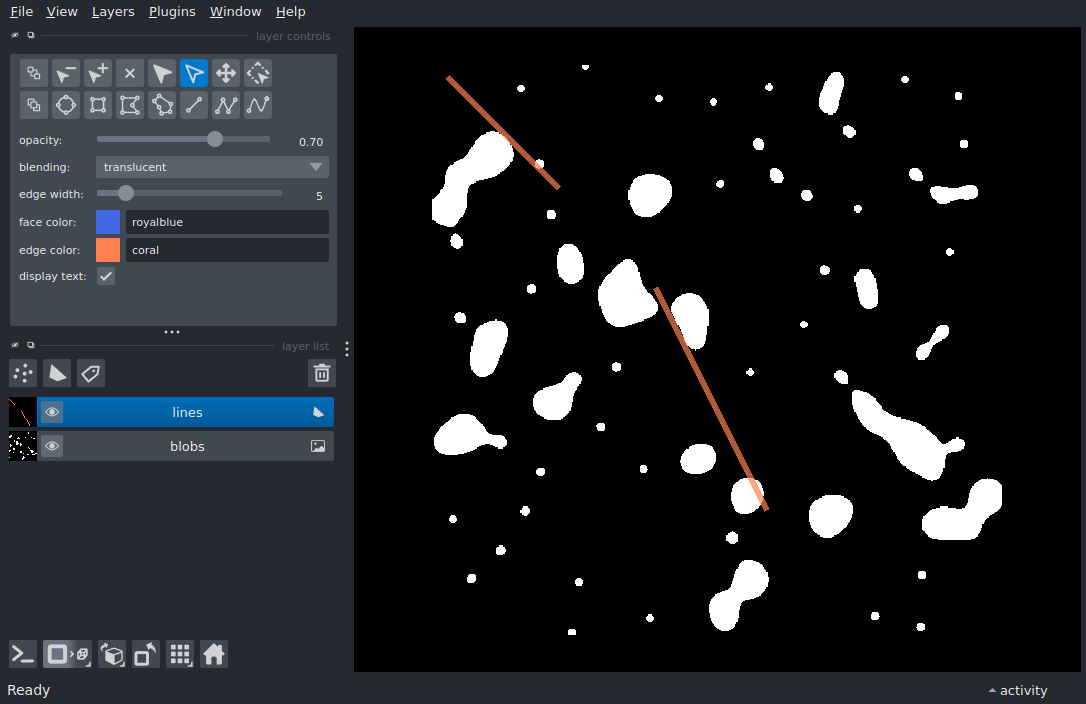 File View Layers Plugins Window Help
layer controls
opacity: 0.70
blending: translucent
edge width: 5
face color: royalblue
edge color: coral
display text:
layer list
lines
blobs
Ready
activity